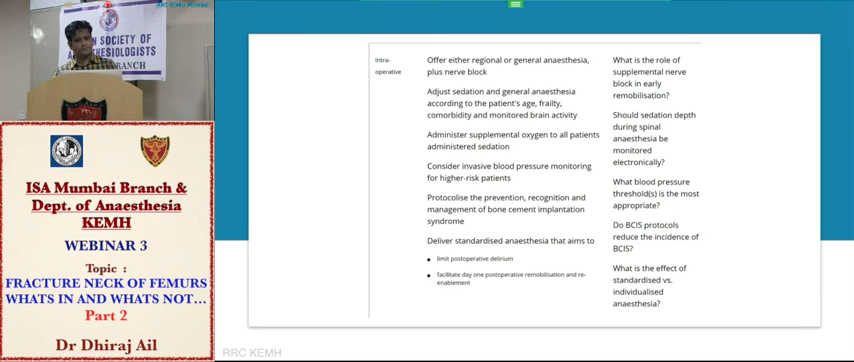 RRC KEMH Mumbai
N SOCIETY OF
THESIOLOGISTS
BRANCH
ISA Mumbai Branch &
Dept. of Anaesthesia
KEMH
WEBINAR 3
Topic :
FRACTURE NECK OF FEMURS
WHATS IN AND WHATS NOT...
Part 2
Dr Dhiraj Ail
Intra-
operative
Offer either regional or general anaesthesia,
plus nerve block
Adjust sedation and general anaesthesia
according to the patient's age, frailty,
comorbidity and monitored brain activity
Administer supplemental oxygen to all patients
administered sedation
Consider invasive blood pressure monitoring
for higher-risk patients
Protocolise the prevention, recognition and
management of bone cement implantation
syndrome
Deliver standardised anaesthesia that aims to
● limit postoperative delirium
● facilitate day one postoperative remobilisation and re-
enablement
What is the role of
supplemental nerve
block in early
remobilisation?
Should sedation depth
during spinal
anaesthesia be
monitored
electronically?
What blood pressure
threshold(s) is the most
appropriate?
Do BCIS protocols
reduce the incidence of
BCIS?
What is the effect of
standardised vs.
individualised
anaesthesia?
RRC KEMH